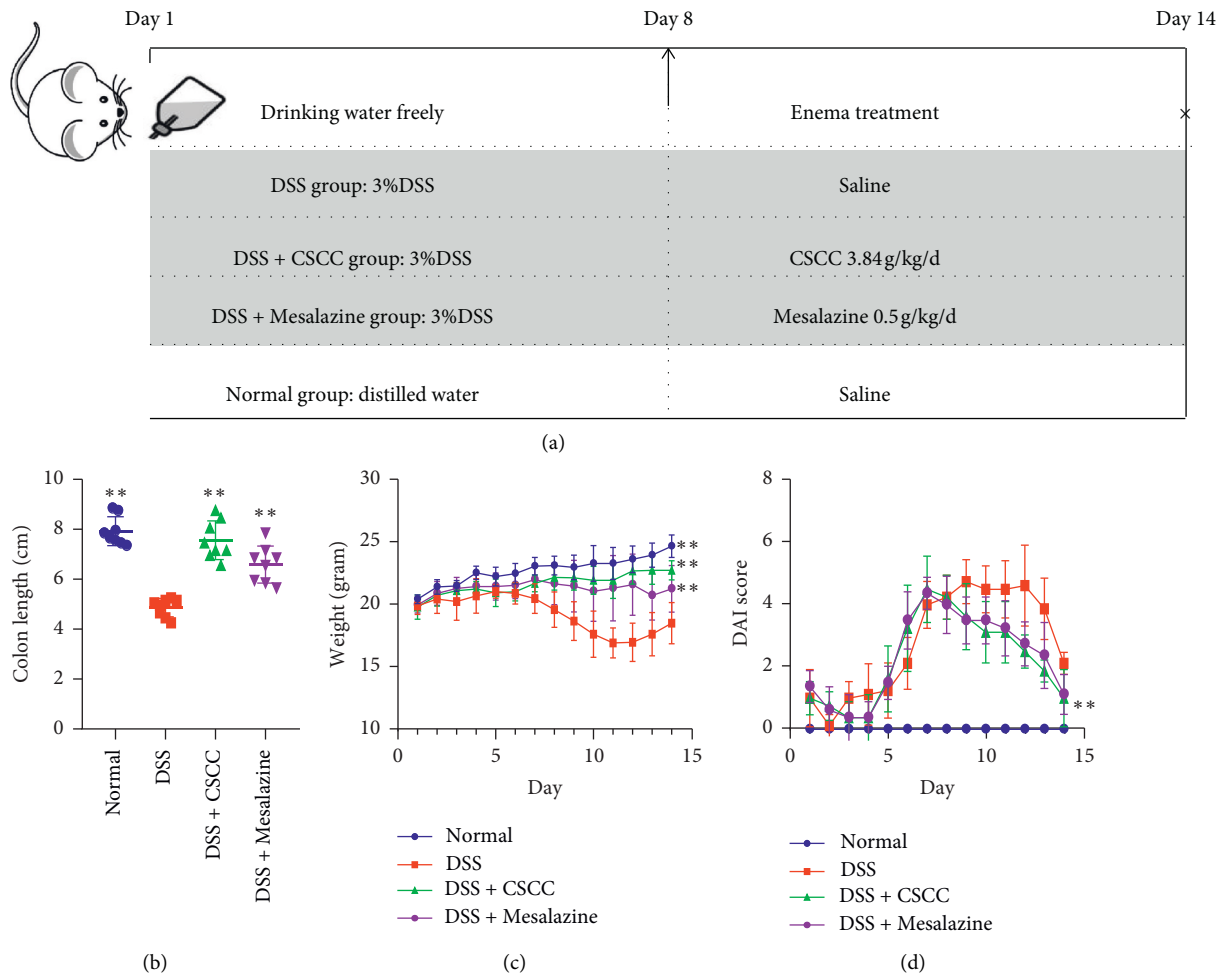 Day 1 Day 8 Day 14
Drinking water freely Enema treatment
×
DSS group: 3%DSS Saline
DSS + CSCC group: 3%DSS CSCC 3.84 g/kg/d
DSS + Mesalazine group: 3%DSS Mesalazine 0.5 g/kg/d
Normal group: distilled water Saline
(a)
Colon length (cm)
10
8
6
4
2
0
**
**
**
Normal
DSS
DSS + CSCC
DSS + Mesalazine
(b)
Weight (gram)
30
25
20
15
10
**
**
**
0 5 10 15
Day
Normal
DSS
DSS + CSCC
DSS + Mesalazine
(c)
DAI score
8
6
4
2
0
**
0 5 10 15
Day
Normal
DSS
DSS + CSCC
DSS + Mesalazine
(d)